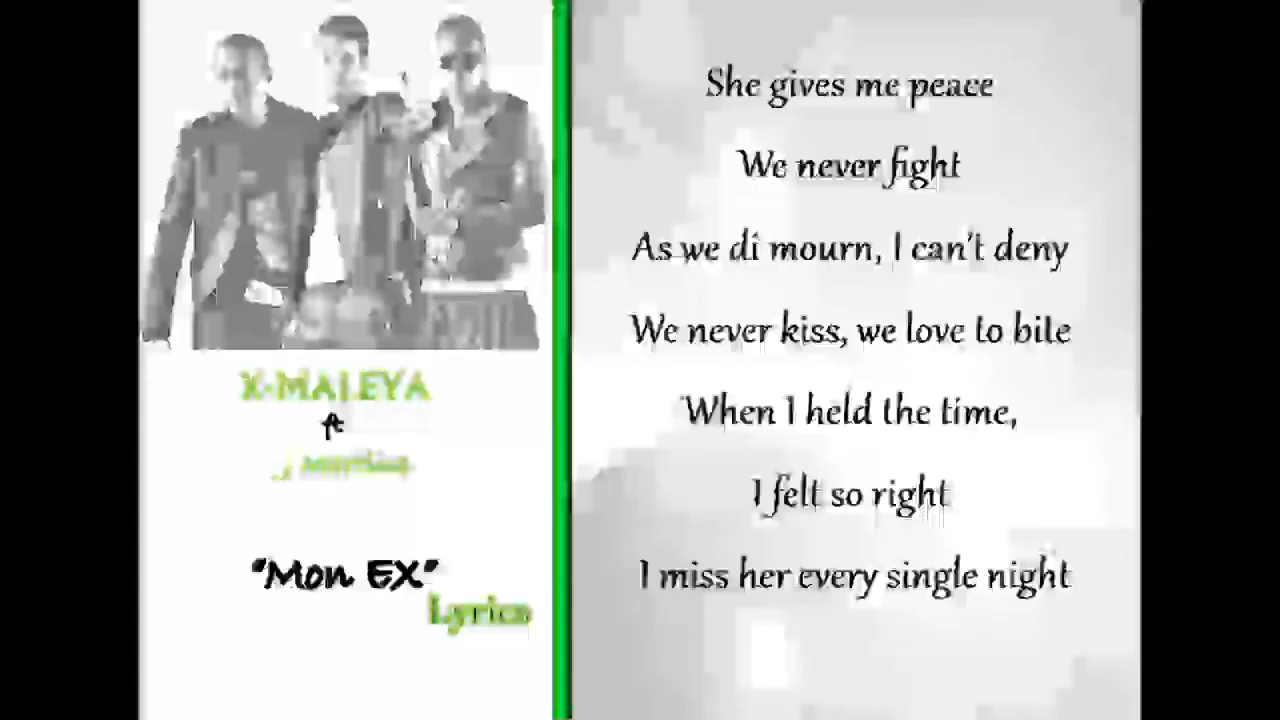 X-MALEYA
ft
"Mon EX"
Lyrics
She gives me peace
We never fight
As we di mourn, I can't deny
We never kiss, we love to bite
When I held the time,
I felt so right
I miss her every single night